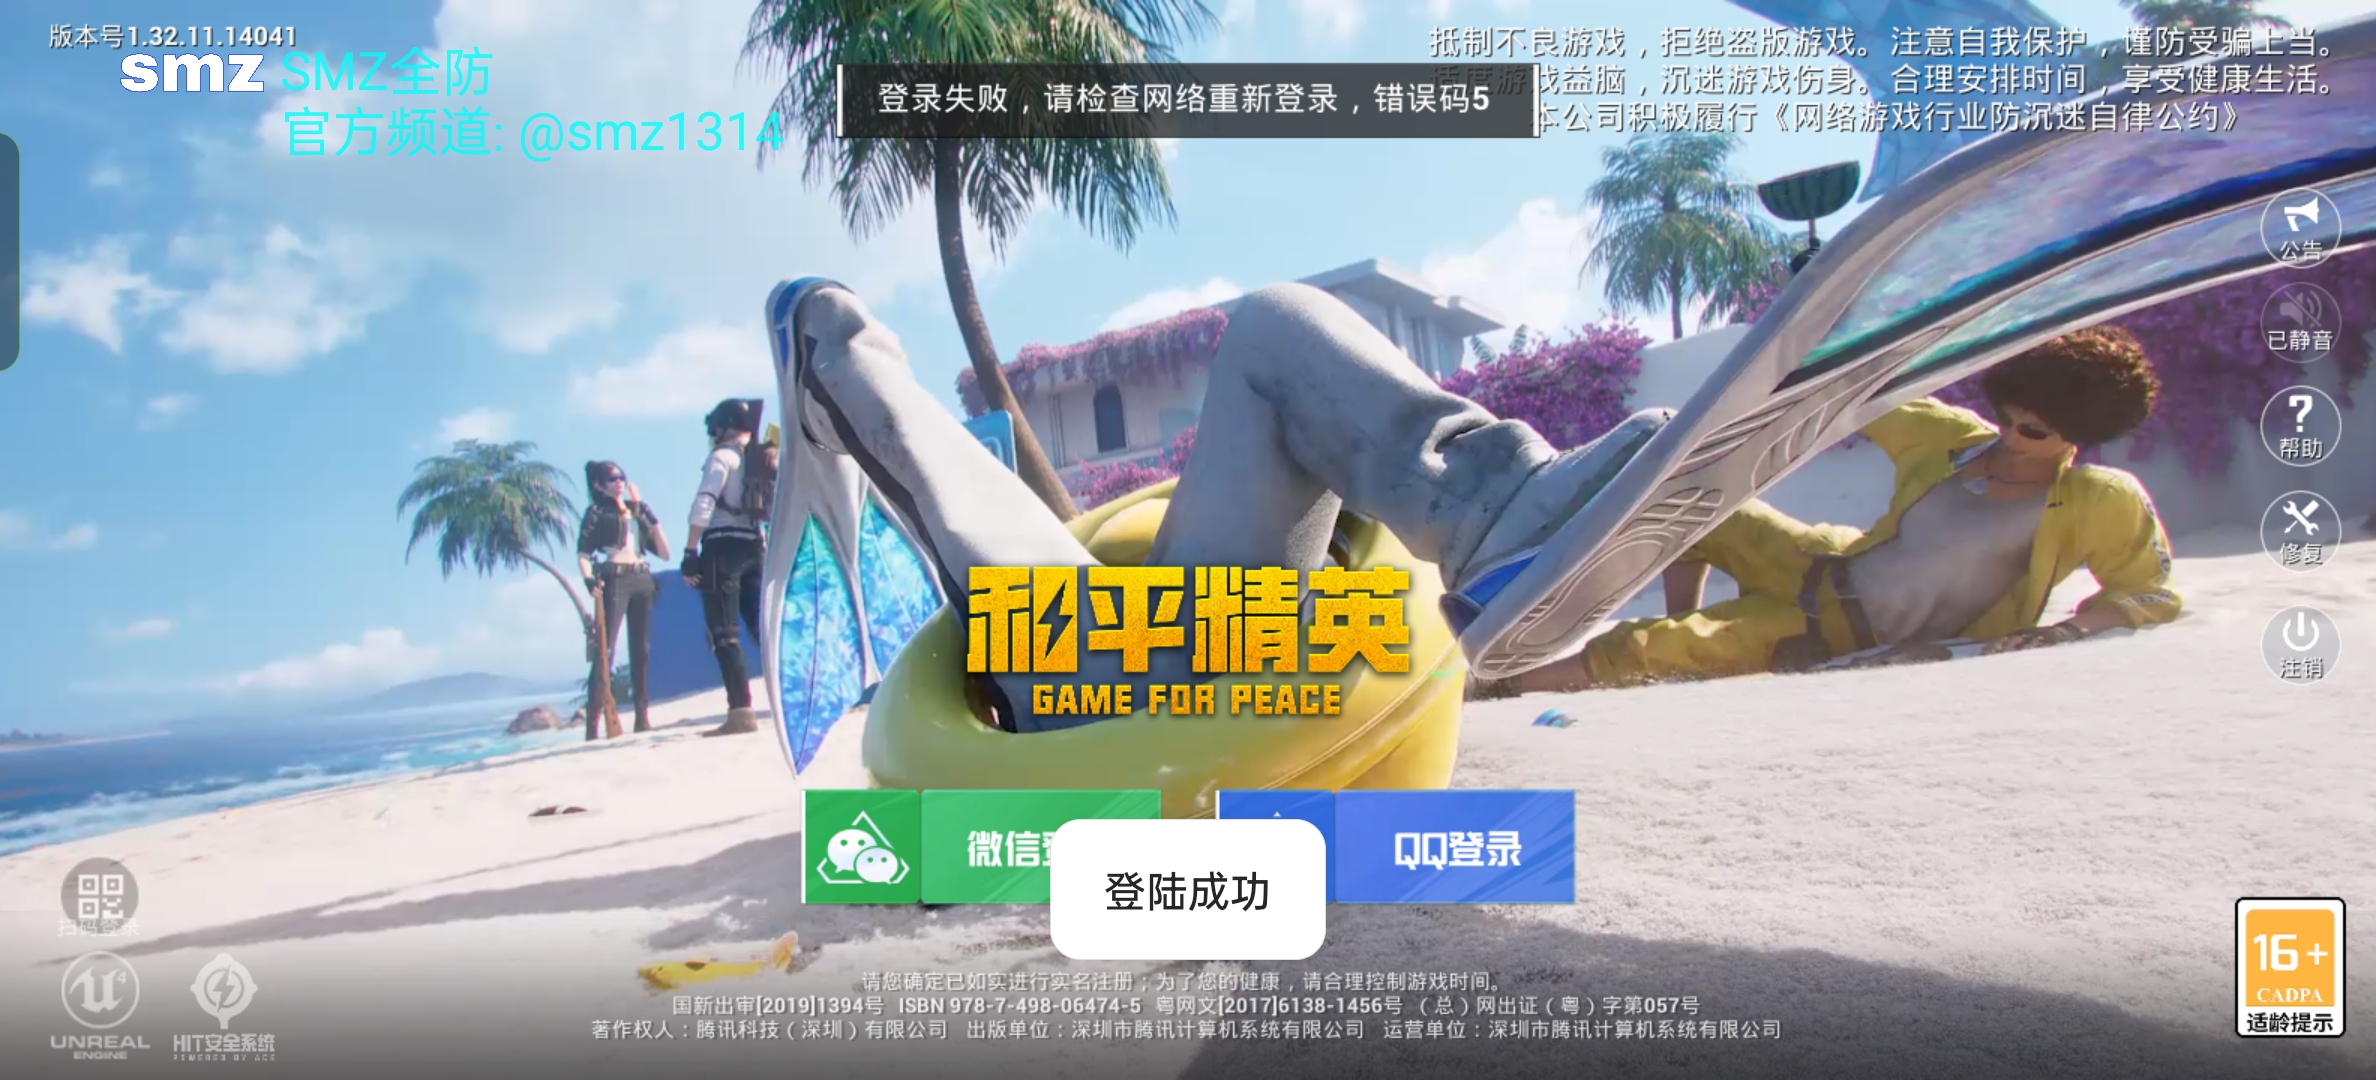 版本号1.32.11.14041
smz SMZ全防
官方频道: @smz1314
登录失败，请检查网络重新登录，错误码5
抵制不良游戏，拒绝盗版游戏。注意自我保护，谨防受骗上当。
适度游戏益脑，沉迷游戏伤身。合理安排时间，享受健康生活。
本公司积极履行《网络游戏行业防沉迷自律公约》
公告
已静音
帮助
修复
注销
和平精英
GAME FOR PEACE
微信登
QQ登录
登陆成功
扫码登录
UNREAL
ENGINE
HIT安全系统
POWERED BY ACE
16+
CADPA
适龄提示
请您确定已如实进行实名注册；为了您的健康，请合理控制游戏时间。
国新出审[2019]1394号 ISBN 978-7-498-06474-5 粤网文[2017]6138-1456号 （总）网出证（粤）字第057号
著作权人：腾讯科技（深圳）有限公司 出版单位：深圳市腾讯计算机系统有限公司 运营单位：深圳市腾讯计算机系统有限公司